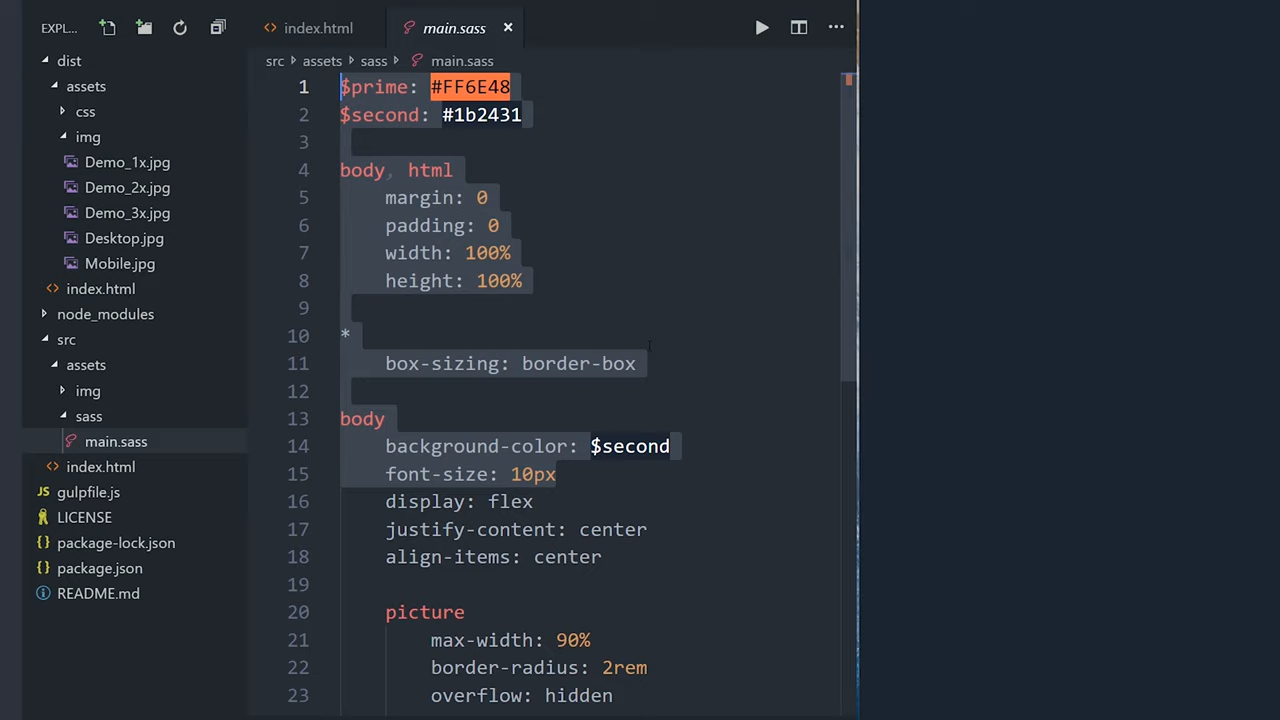 EXPL...
dist
assets
css
img
Demo_1x.jpg
Demo_2x.jpg
Demo_3x.jpg
Desktop.jpg
Mobile.jpg
index.html
node_modules
src
assets
img
sass
main.sass
index.html
gulpfile.js
LICENSE
package-lock.json
package.json
README.md
index.html
main.sass
src assets sass main.sass
1 $prime: #FF6E48
2 $second: #1b2431
3
4 body, html
5 margin: 0
6 padding: 0
7 width: 100%
8 height: 100%
9
10 *
11 box-sizing: border-box
12
13 body
14 background-color: $second
15 font-size: 10px
16 display: flex
17 justify-content: center
18 align-items: center
19
20 picture
21 max-width: 90%
22 border-radius: 2rem
23 overflow: hidden